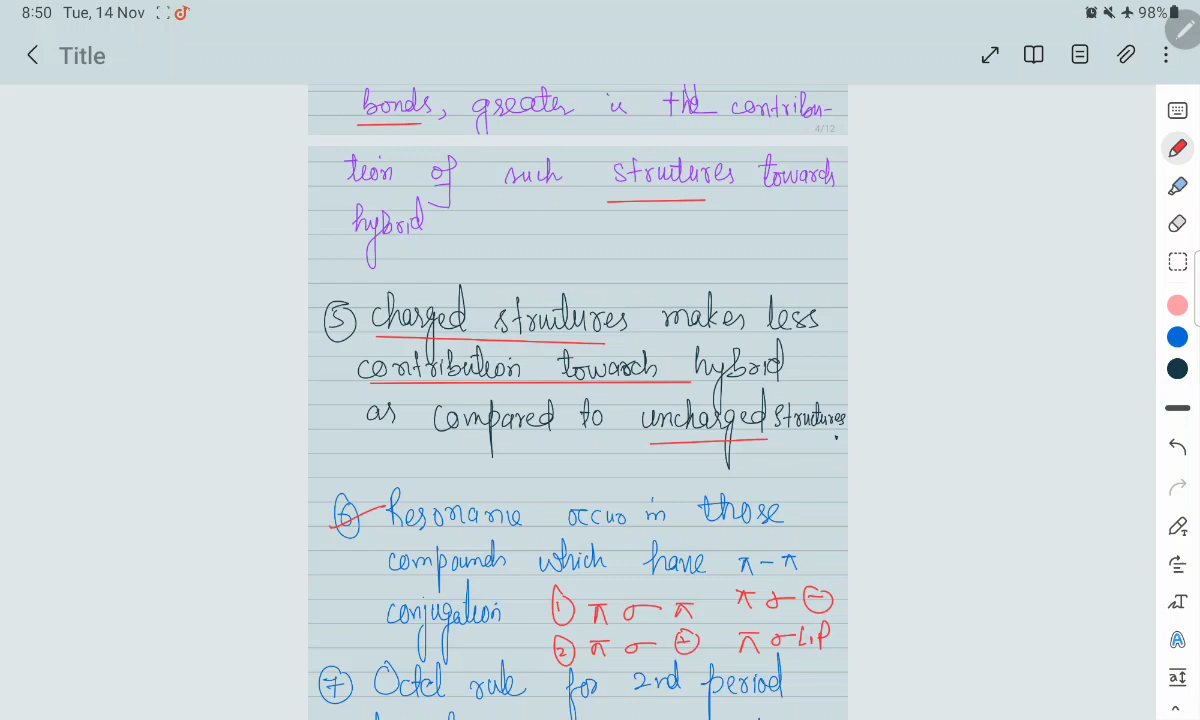 8:50 Tue, 14 Nov
98%
Title
bonds, greater is the contribu-
4/12
tion of such structures towards
hybrid
⑤ charged structures makes less
contribution towards hybrid
as compared to uncharged structures.
⑥ Resonance occur in those
compounds which have π-π
conjugation ① π σ π π σ ⊖
② π σ π σ L.P
⑦ Octet rule for 2nd period